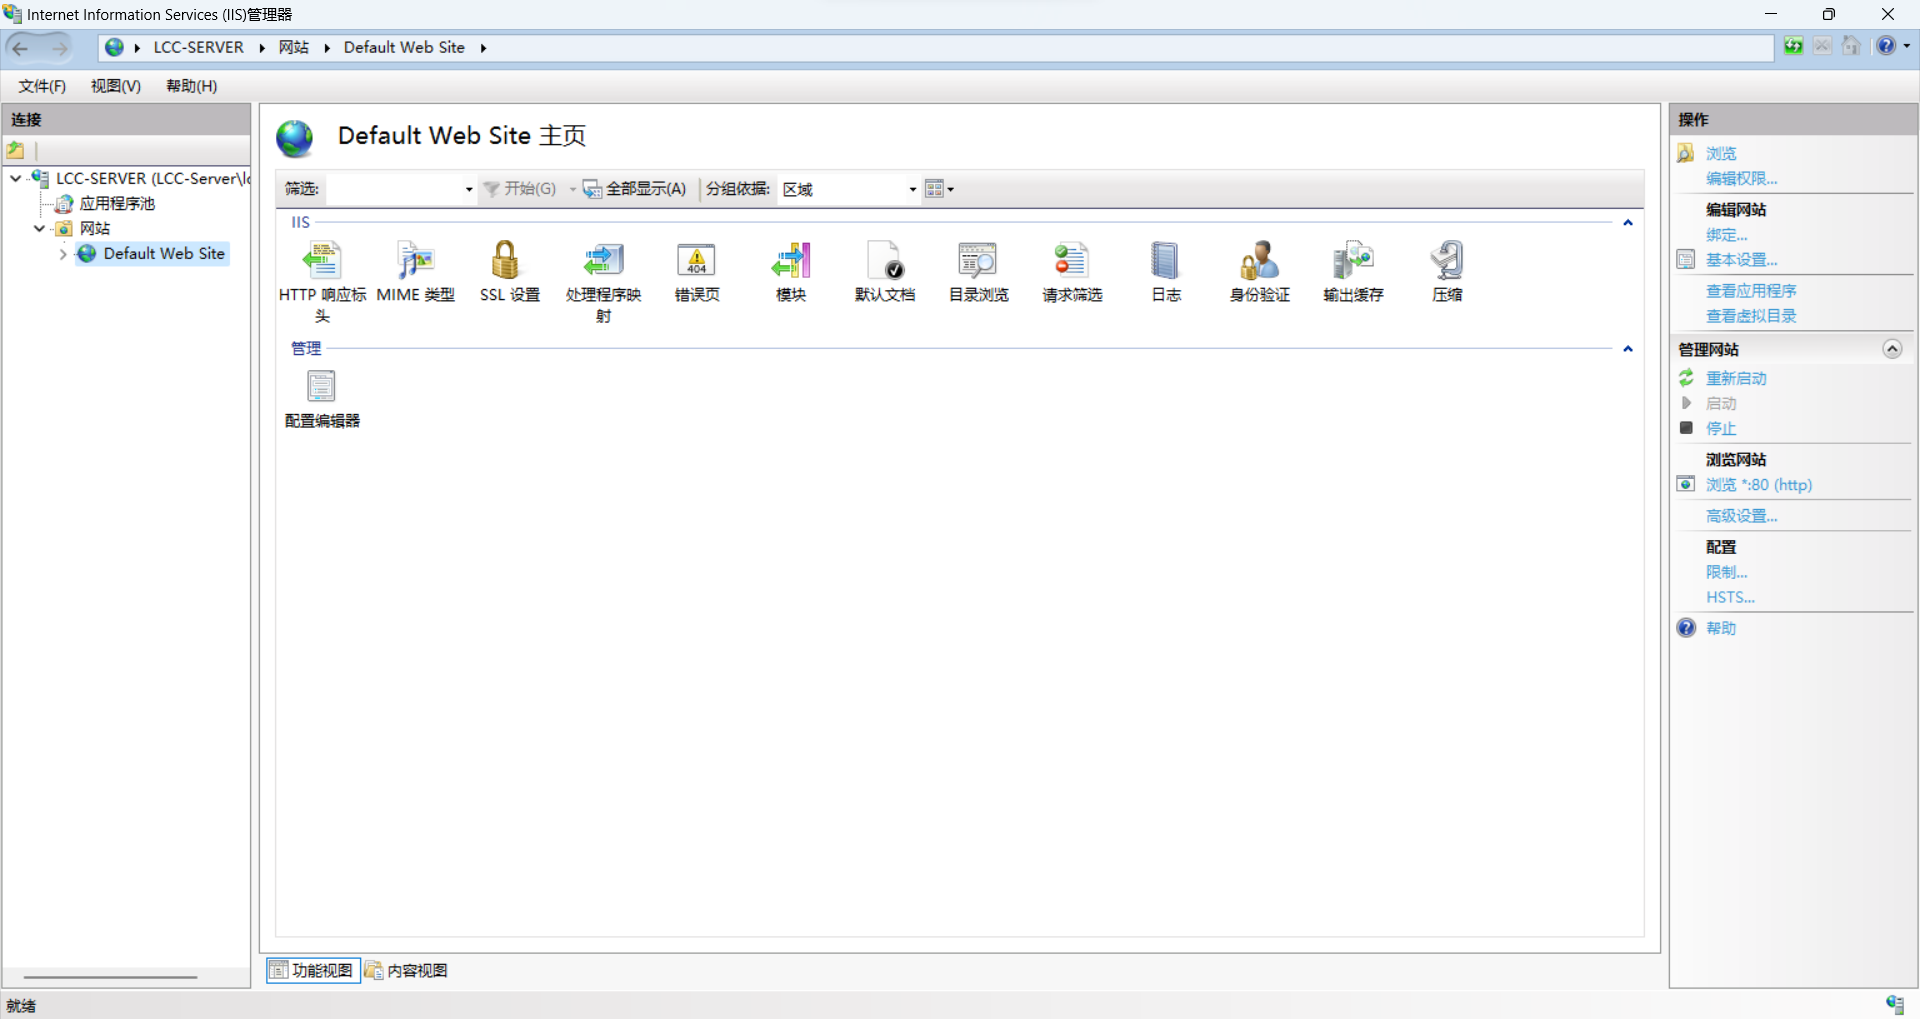 Internet Information Services (IIS)管理器
LCC-SERVER
网站
Default Web Site
文件(F)
视图(V)
帮助(H)
连接
LCC-SERVER (LCC-Server\
应用程序池
网站
Default Web Site
Default Web Site 主页
筛选:
开始(G)
全部显示(A)
分组依据:
区域
IIS
HTTP 响应标
头
MIME 类型
SSL 设置
处理程序映
射
404
错误页
模块
默认文档
目录浏览
请求筛选
日志
身份验证
输出缓存
压缩
管理
配置编辑器
功能视图
内容视图
操作
浏览
编辑权限...
编辑网站
绑定...
基本设置...
查看应用程序
查看虚拟目录
管理网站
重新启动
启动
停止
浏览网站
浏览 *:80 (http)
高级设置...
配置
限制...
HSTS...
帮助
就绪